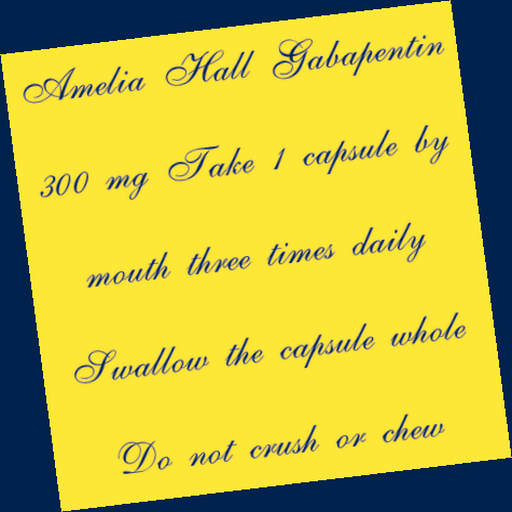 Amelia Hall Gabapentin
300 mg Take 1 capsule by
mouth three times daily
Swallow the capsule whole
Do not crush or chew